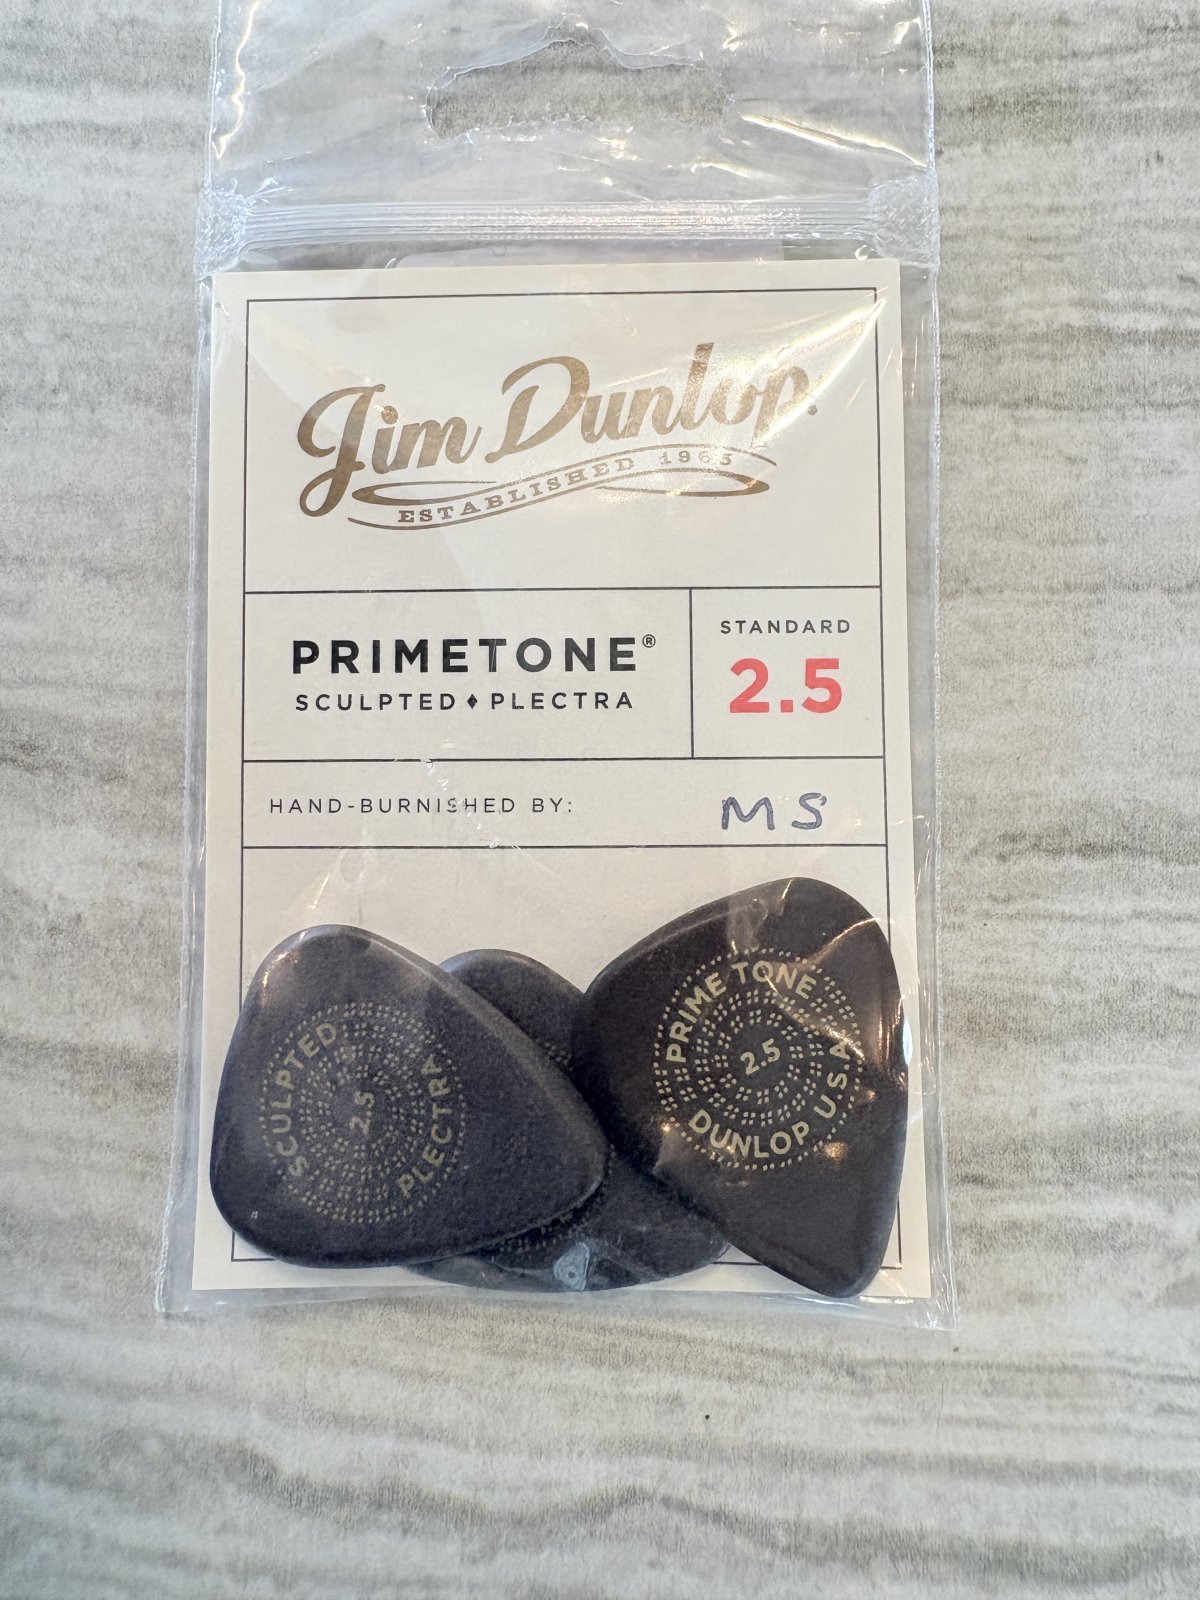 Jim Dunlop.
ESTABLISHED 1965
PRIMETONE®
SCULPTED ♦ PLECTRA
STANDARD
2.5
HAND-BURNISHED BY:
MS
SCULPTED
2.5
PLECTRA
PRIME TONE
2.5
DUNLOP U.S.A.